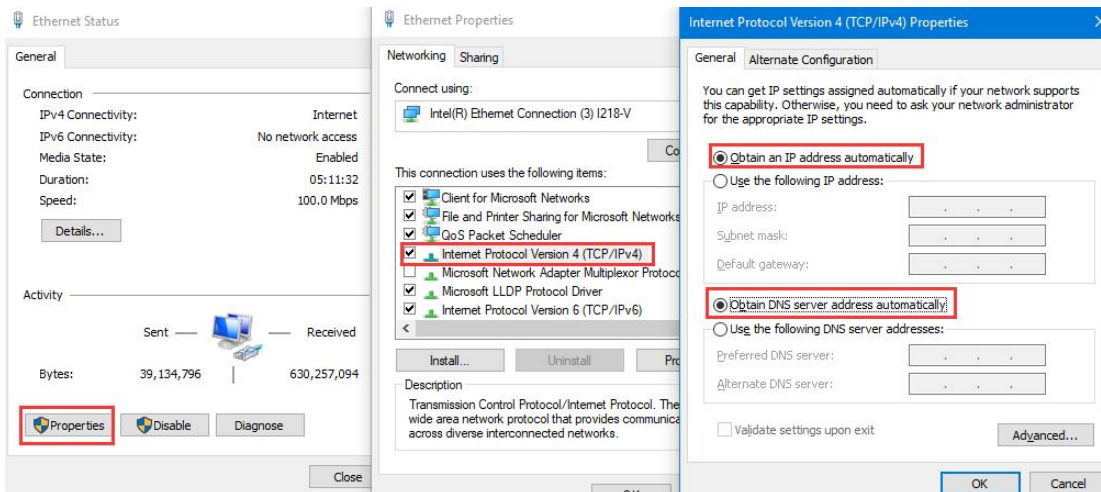 Ethernet Status
General
Connection
IPv4 Connectivity: Internet
IPv6 Connectivity: No network access
Media State: Enabled
Duration: 05:11:32
Speed: 100.0 Mbps
Details...
Activity
Sent — — Received
Bytes: 39,134,796 630,257,094
Properties Disable Diagnose
Close
Ethernet Properties
Networking Sharing
Connect using:
Intel(R) Ethernet Connection (3) I218-V
Co
This connection uses the following items:
Client for Microsoft Networks
File and Printer Sharing for Microsoft Networks
QoS Packet Scheduler
Internet Protocol Version 4 (TCP/IPv4)
Microsoft Network Adapter Multiplexor Protoco
Microsoft LLDP Protocol Driver
Internet Protocol Version 6 (TCP/IPv6)
Install... Uninstall Pro
Description
Transmission Control Protocol/Internet Protocol. The
wide area network protocol that provides communica
across diverse interconnected networks.
Internet Protocol Version 4 (TCP/IPv4) Properties
General Alternate Configuration
You can get IP settings assigned automatically if your network supports
this capability. Otherwise, you need to ask your network administrator
for the appropriate IP settings.
Obtain an IP address automatically
Use the following IP address:
IP address:
Subnet mask:
Default gateway:
Obtain DNS server address automatically
Use the following DNS server addresses:
Preferred DNS server:
Alternate DNS server:
Validate settings upon exit
Advanced...
OK Cancel